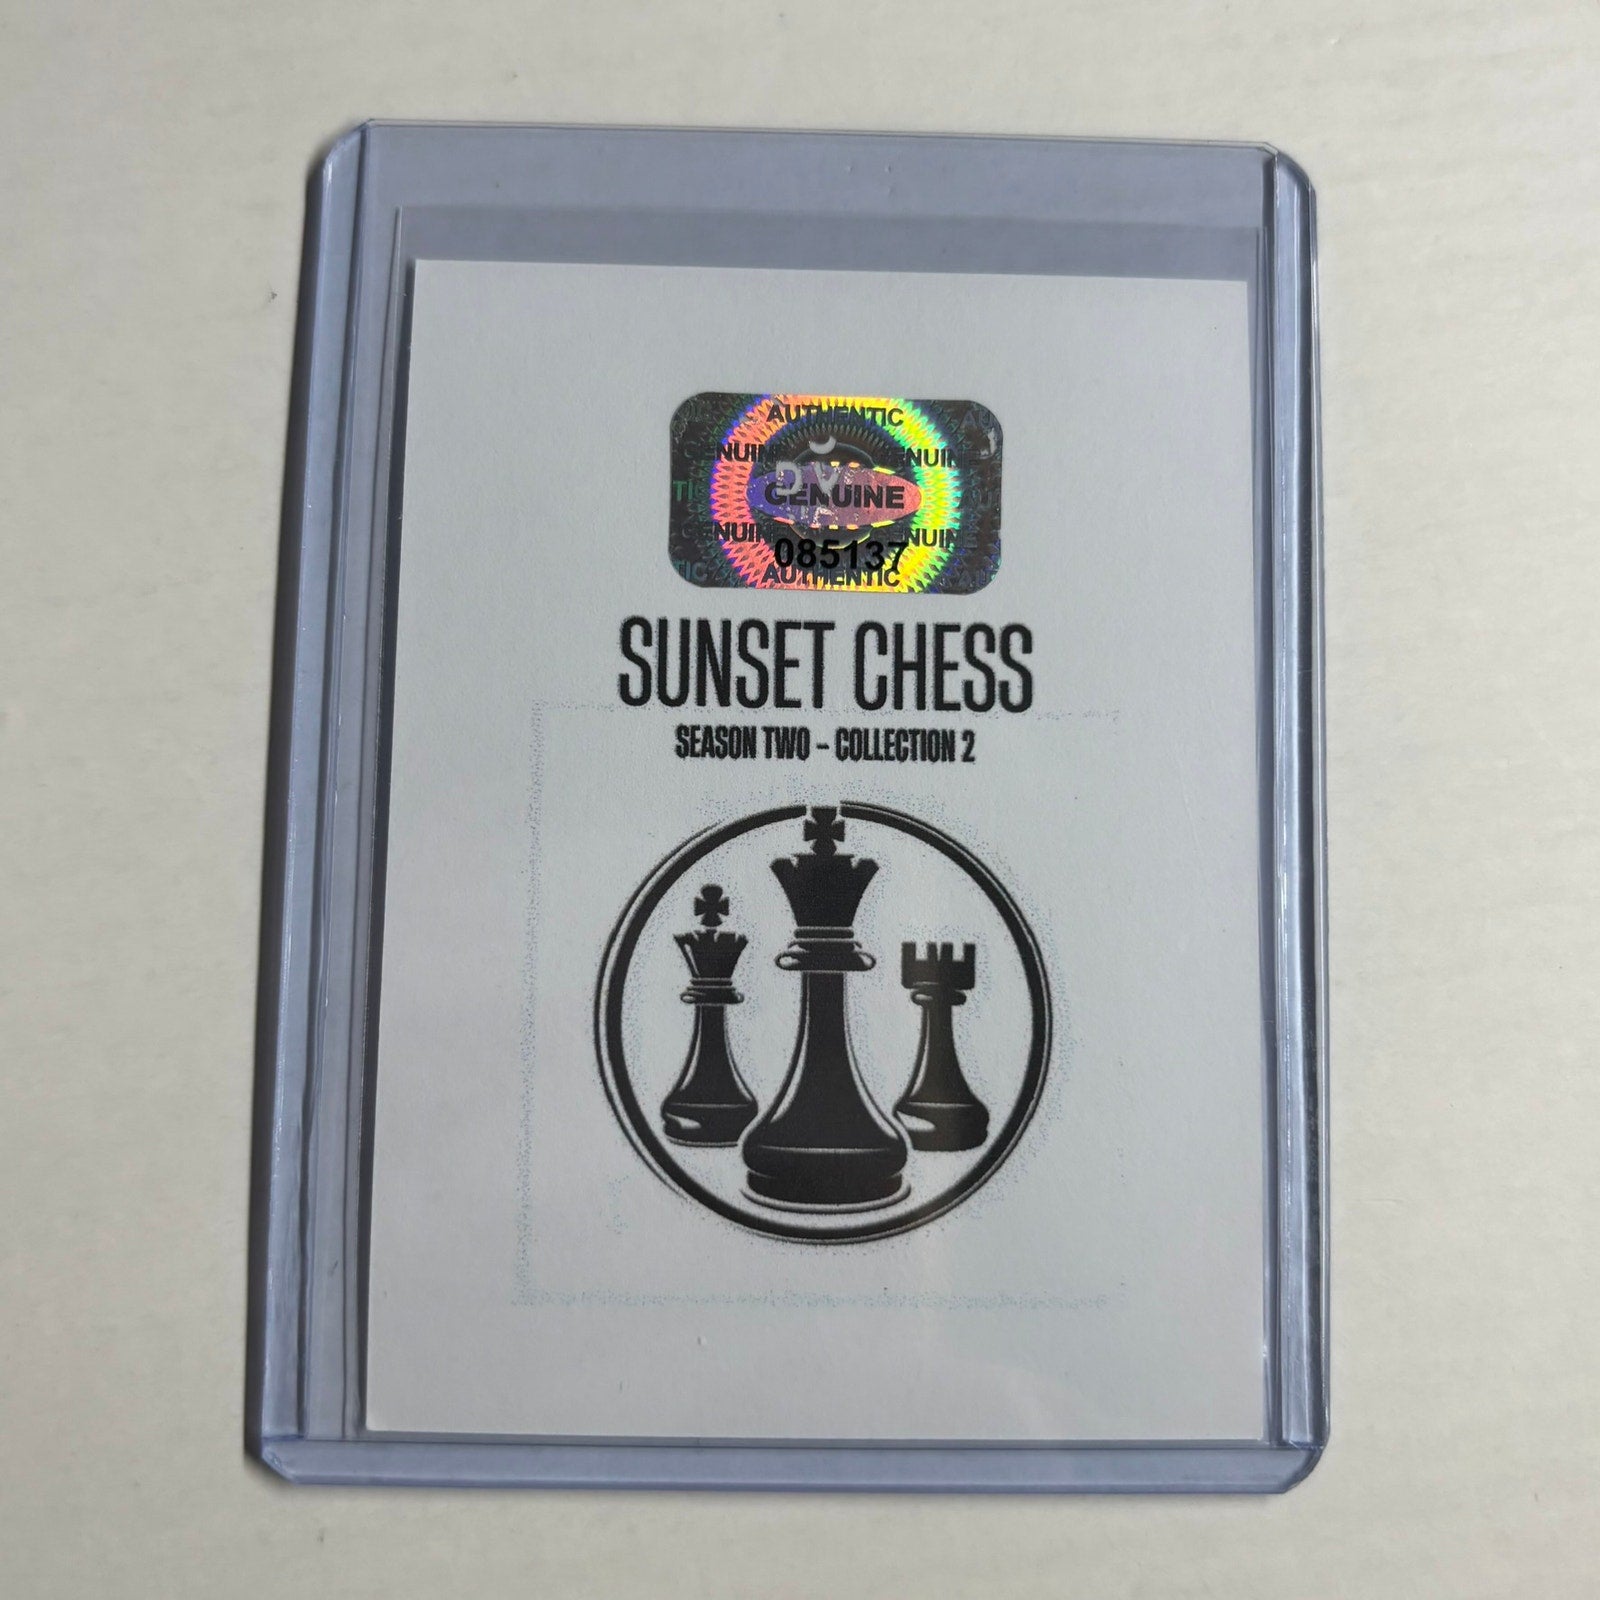 AUTHENTIC
GENUINE
085137
AUTHENTIC
SUNSET CHESS
SEASON TWO – COLLECTION 2